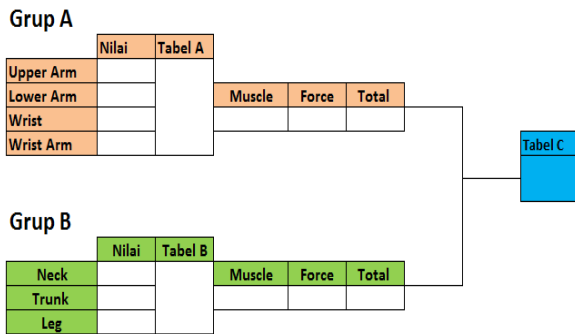 Grup A
Nilai Tabel A
Upper Arm
Lower Arm Muscle Force Total
Wrist
Wrist Arm
Tabel C
Grup B
Nilai Tabel B
Neck Muscle Force Total
Trunk
Leg